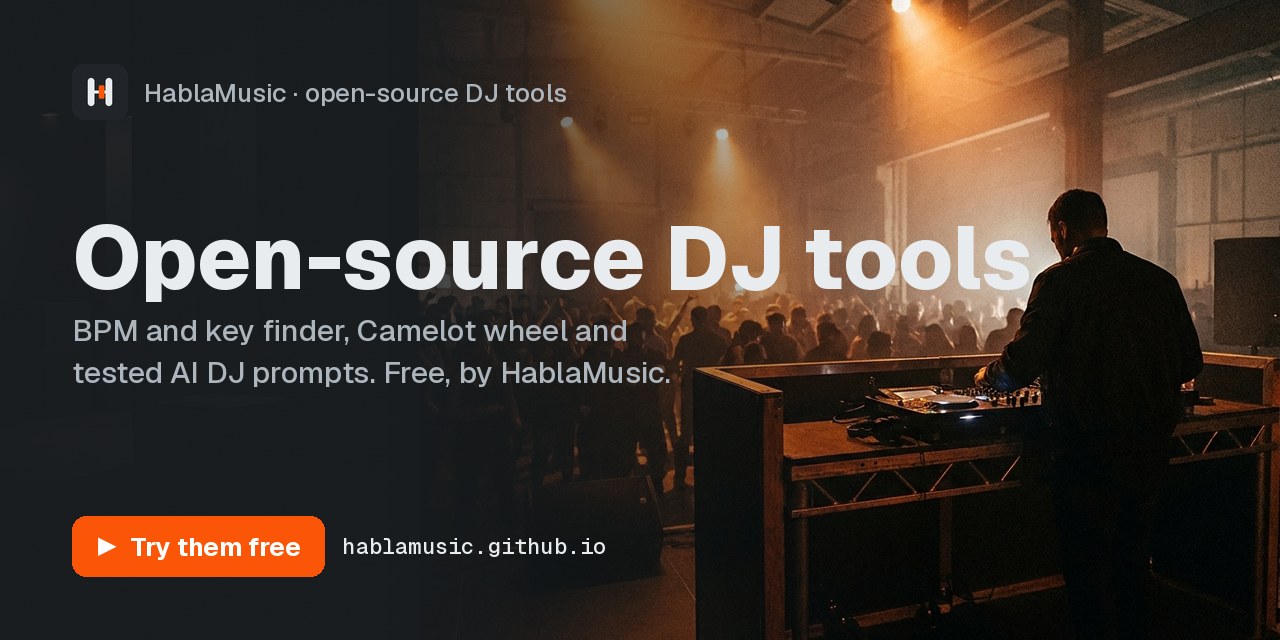 HablaMusic · open-source DJ tools
Open-source DJ tools
BPM and key finder, Camelot wheel and
tested AI DJ prompts. Free, by HablaMusic.
Try them free
hablamusic.github.io